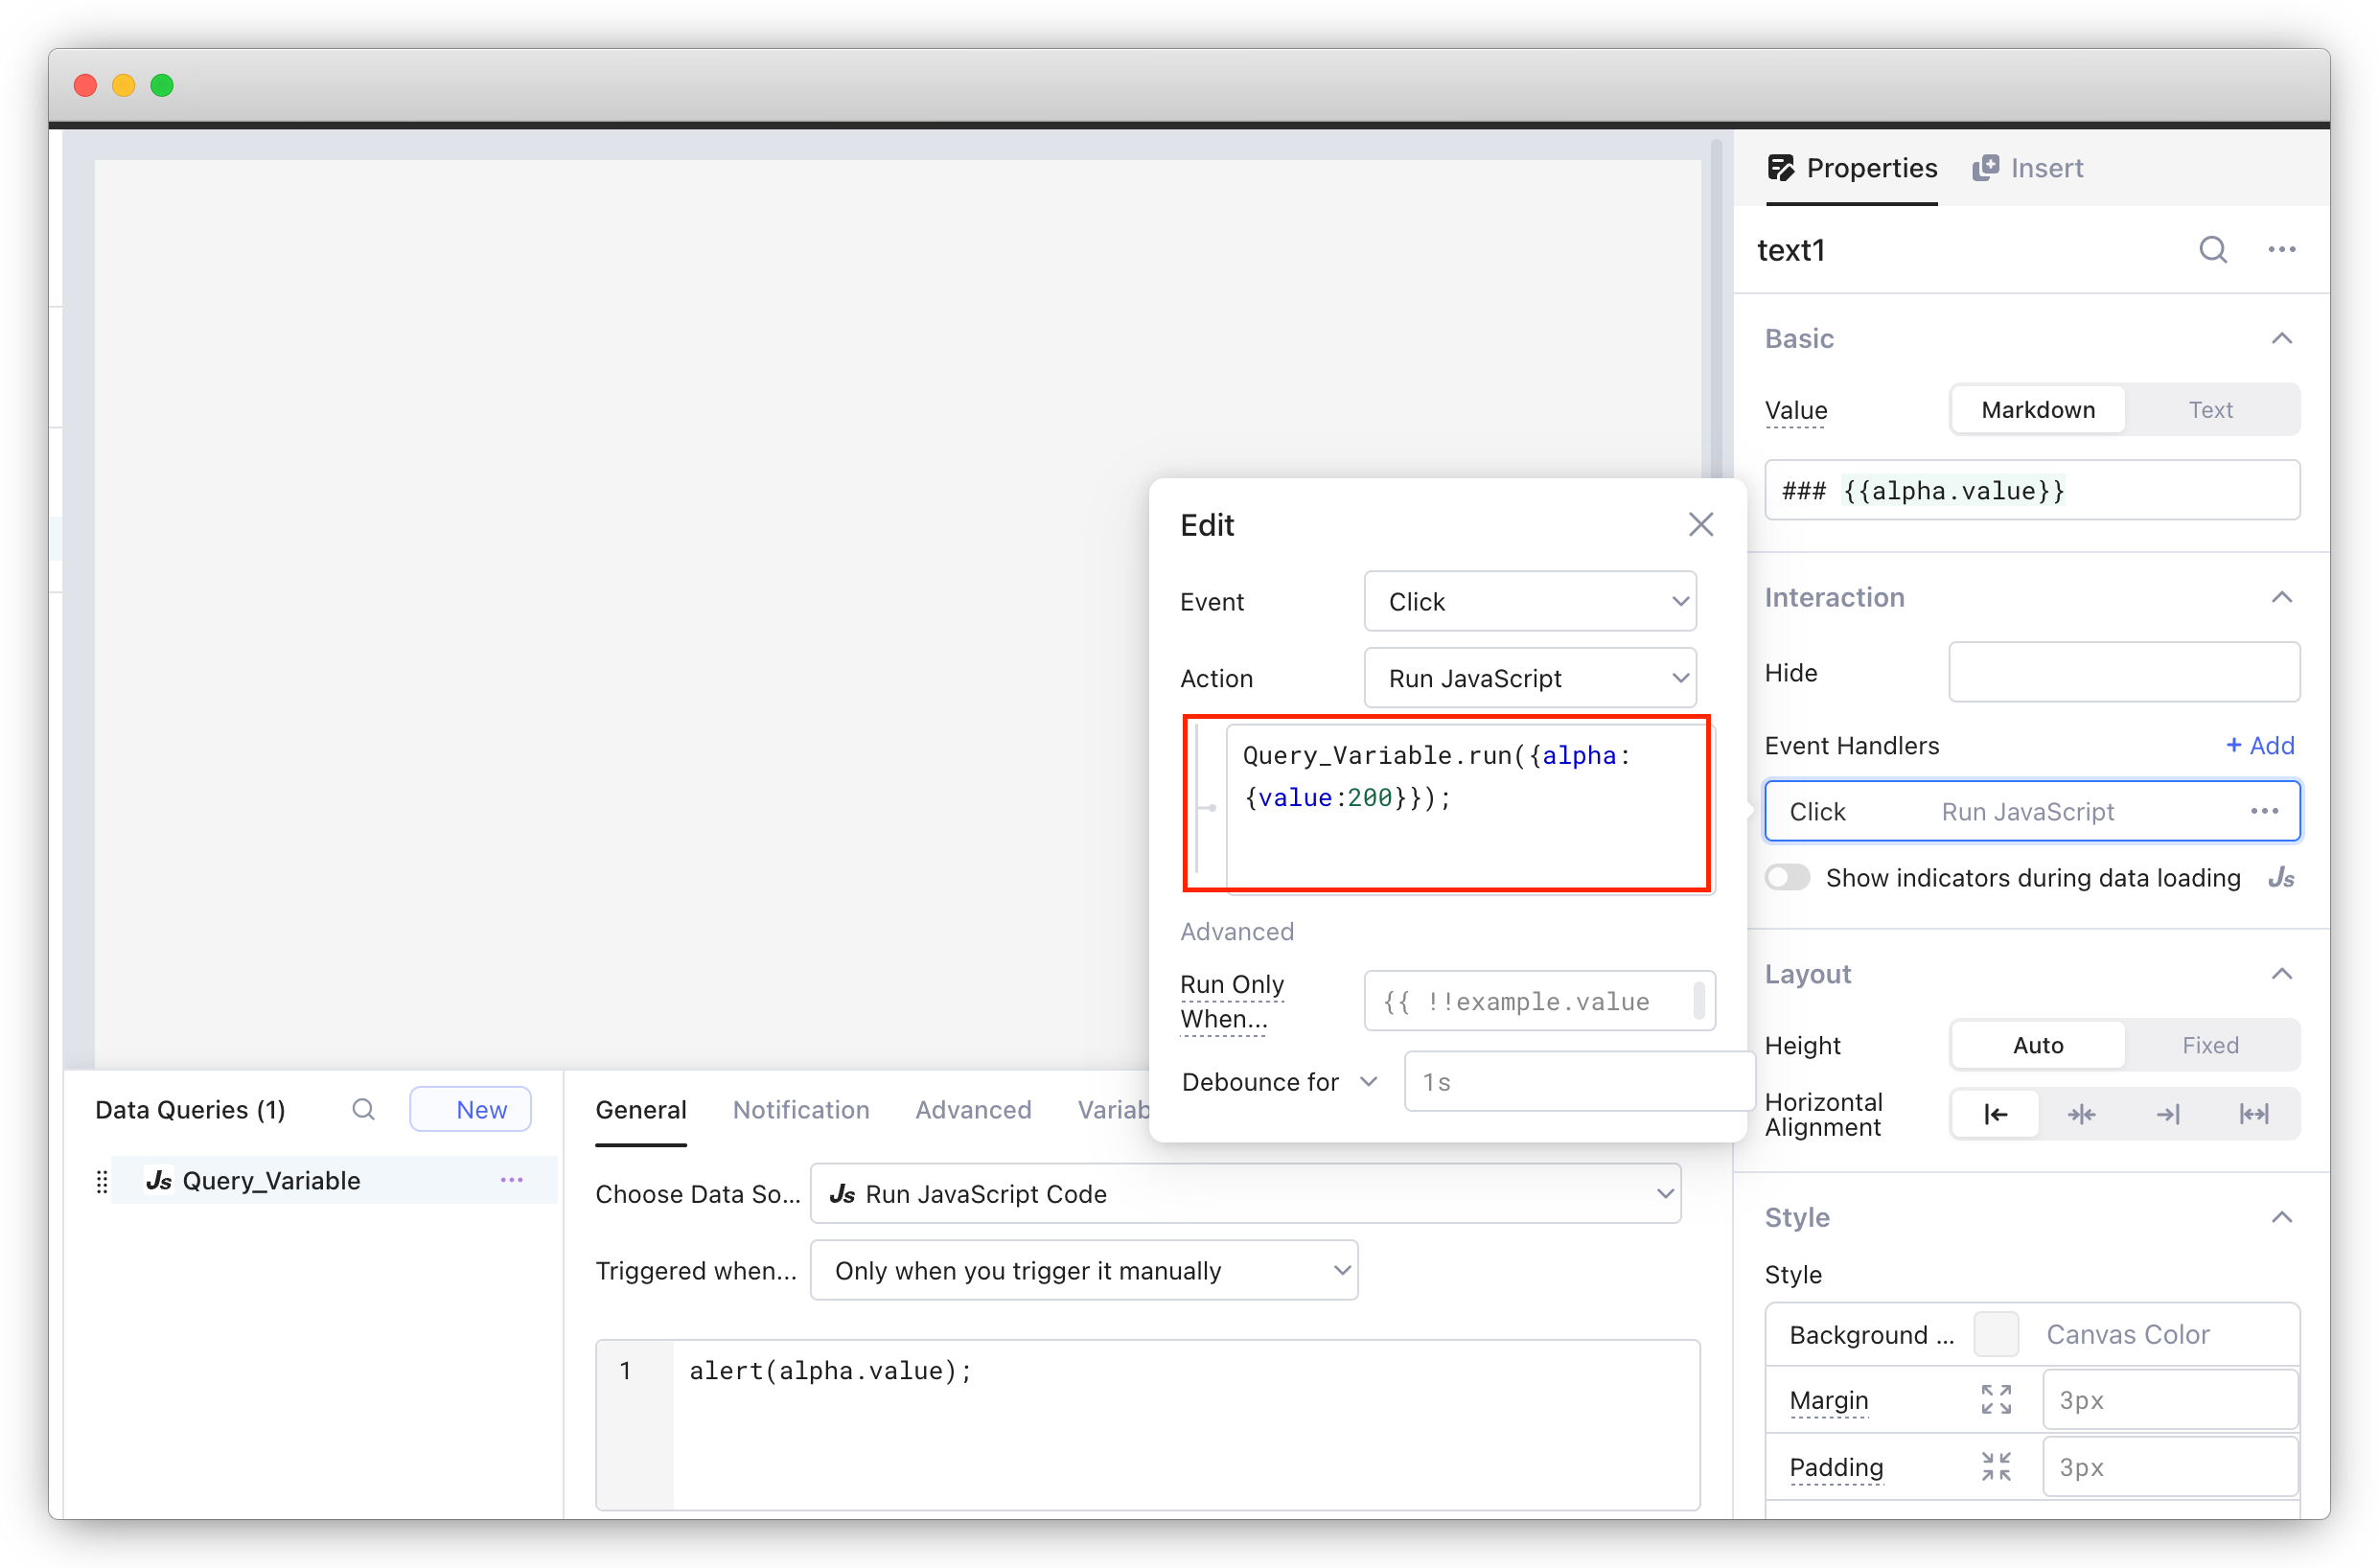 Properties
Insert
text1
Basic
Value
Markdown
Text
### {{alpha.value}}
Interaction
Hide
Event Handlers
+ Add
Click
Run JavaScript
Show indicators during data loading
Js
Layout
Height
Auto
Fixed
Horizontal
Alignment
Style
Style
Background ...
Canvas Color
Margin
3px
Padding
3px
Edit
Event
Click
Action
Run JavaScript
Query_Variable.run({alpha:
{value:200}});
Advanced
Run Only
When...
{{ !!example.value
Debounce for
1s
Data Queries (1)
New
Js Query_Variable
General
Notification
Advanced
Variab
Choose Data So...
Js Run JavaScript Code
Triggered when...
Only when you trigger it manually
1
alert(alpha.value);